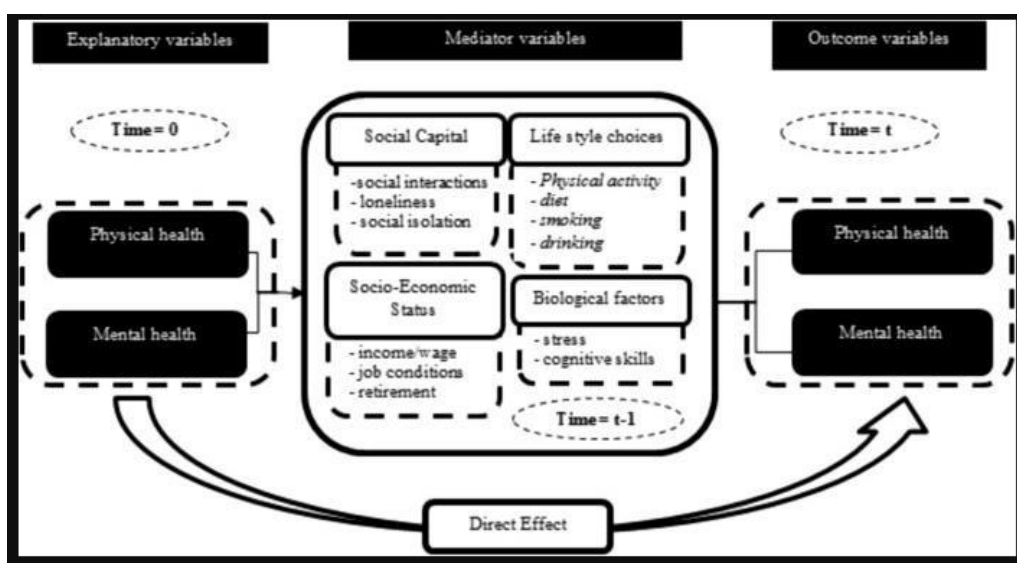 Explanatory variables
Mediator variables
Outcome variables
Time= 0
Time= t
Physical health
Mental health
Social Capital
-social interactions
- loneliness
- social isolation
Life style choices
- Physical activity
- diet
- smoking
- drinking
Socio-Economic
Status
- income/wage
- job conditions
- retirement
Biological factors
- stress
- cognitive skills
Time= t-1
Physical health
Mental health
Direct Effect